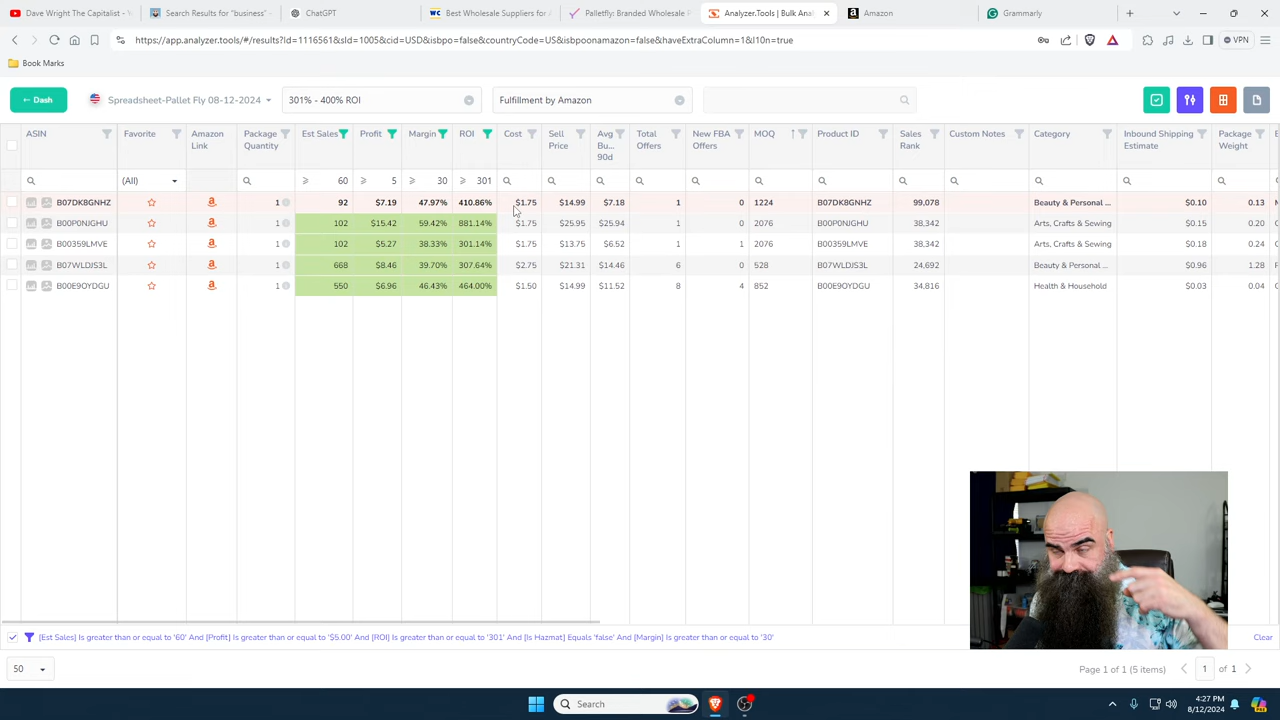 Dave Wright The Capitalist - Y
Search Results for "business" -
ChatGPT
Best Wholesale Suppliers for A
Palletfly: Branded Wholesale P
Analyzer.Tools | Bulk Anal
Amazon
Grammarly
https://app.analyzer.tools/#/results?Id=1116561&sId=1005&cid=USD&isbpo=false&countryCode=US&isbpoonamazon=false&haveExtraColumn=1&I10n=true
VPN
Book Marks
← Dash
Spreadsheet-Pallet Fly 08-12-2024
301% - 400% ROI
Fulfillment by Amazon
ASIN Favorite Amazon Link Package Quantity Est Sales Profit Margin ROI Cost Sell Price Avg Bu... 90d Total Offers New FBA Offers MOQ Product ID Sales Rank Custom Notes Category Inbound Shipping Estimate Package Weight
(All) ≥ 60 ≥ 5 ≥ 30 ≥ 301
B07DK8GNHZ 1 92 $7.19 47.97% 410.86% $1.75 $14.99 $7.18 1 0 1224 B07DK8GNHZ 99,078 Beauty & Personal ... $0.10 0.13
B00P0NJGHU 1 102 $15.42 59.42% 881.14% $1.75 $25.95 $25.94 1 0 2076 B00P0NJGHU 38,342 Arts, Crafts & Sewing $0.15 0.20
B00359LMVE 1 102 $5.27 38.33% 301.14% $1.75 $13.75 $6.52 1 1 2076 B00359LMVE 38,342 Arts, Crafts & Sewing $0.18 0.24
B07WLDJS3L 1 668 $8.46 39.70% 307.64% $2.75 $21.31 $14.46 6 0 528 B07WLDJS3L 24,692 Beauty & Personal ... $0.96 1.28
B00E9OYDGU 1 550 $6.96 46.43% 464.00% $1.50 $14.99 $11.52 8 4 852 B00E9OYDGU 34,816 Health & Household $0.03 0.04
[Est Sales] Is greater than or equal to '60' And [Profit] Is greater than or equal to '$5.00' And [ROI] Is greater than or equal to '301' And [Is Hazmat] Equals 'false' And [Margin] Is greater than or equal to '30'
Clear
50
Page 1 of 1 (5 items)
1 of 1
Search
4:27 PM
8/12/2024